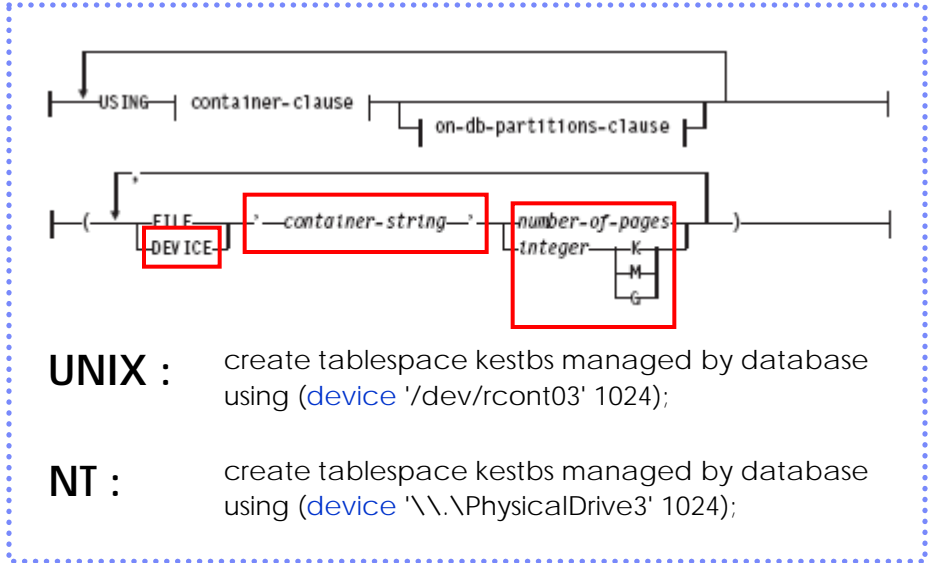 USING container-clause
on-db-partitions-clause
,
( FILE ' container-string ' number-of-pages )
DEVICE integer K
M
G
UNIX : create tablespace kestbs managed by database
using (device '/dev/rcont03' 1024);
NT : create tablespace kestbs managed by database
using (device '\\.\PhysicalDrive3' 1024);